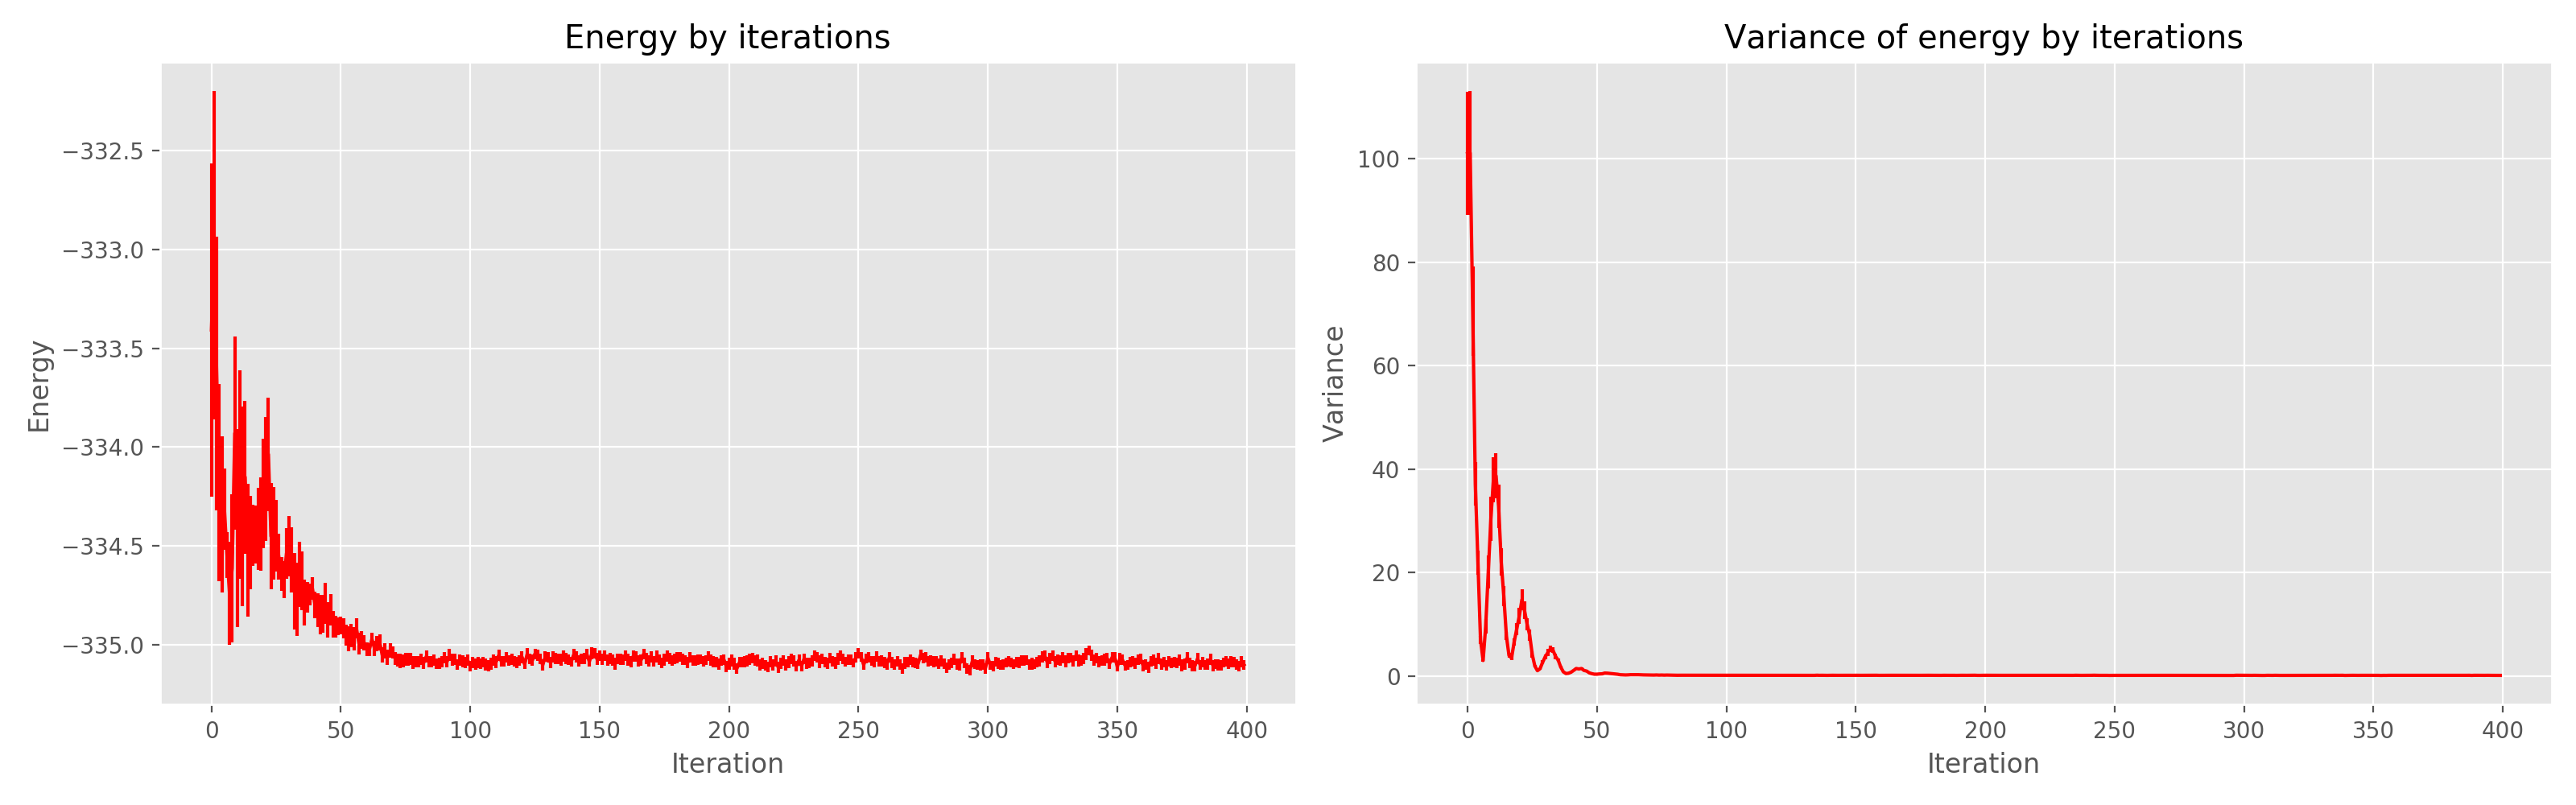 Energy by iterations
Energy
−332.5
−333.0
−333.5
−334.0
−334.5
−335.0
0 50 100 150 200 250 300 350 400
Iteration
Variance of energy by iterations
Variance
100
80
60
40
20
0
0 50 100 150 200 250 300 350 400
Iteration